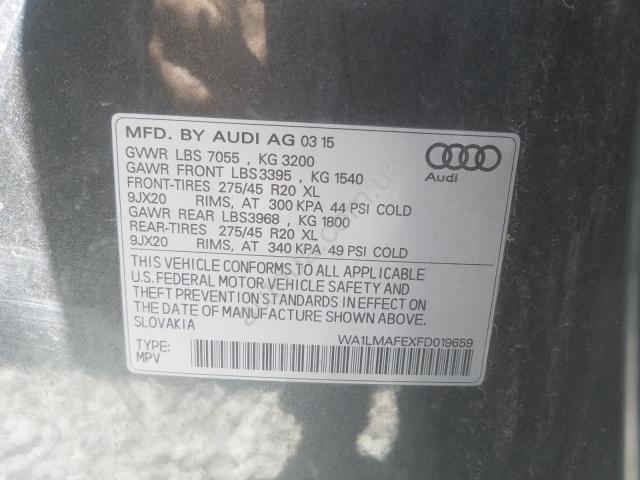 MFD. BY AUDI AG 03 15
GVWR LBS 7055 , KG 3200
GAWR FRONT LBS3395 , KG 1540
FRONT-TIRES 275/45 R20 XL
9JX20 RIMS, AT 300 KPA 44 PSI COLD
GAWR REAR LBS3968 , KG 1800
REAR-TIRES 275/45 R20 XL
9JX20 RIMS, AT 340 KPA 49 PSI COLD
Audi
THIS VEHICLE CONFORMS TO ALL APPLICABLE
U.S. FEDERAL MOTOR VEHICLE SAFETY AND
THEFT PREVENTION STANDARDS IN EFFECT ON
THE DATE OF MANUFACTURE SHOWN ABOVE.
SLOVAKIA
TYPE: WA1LMAFEXFD019659
MPV